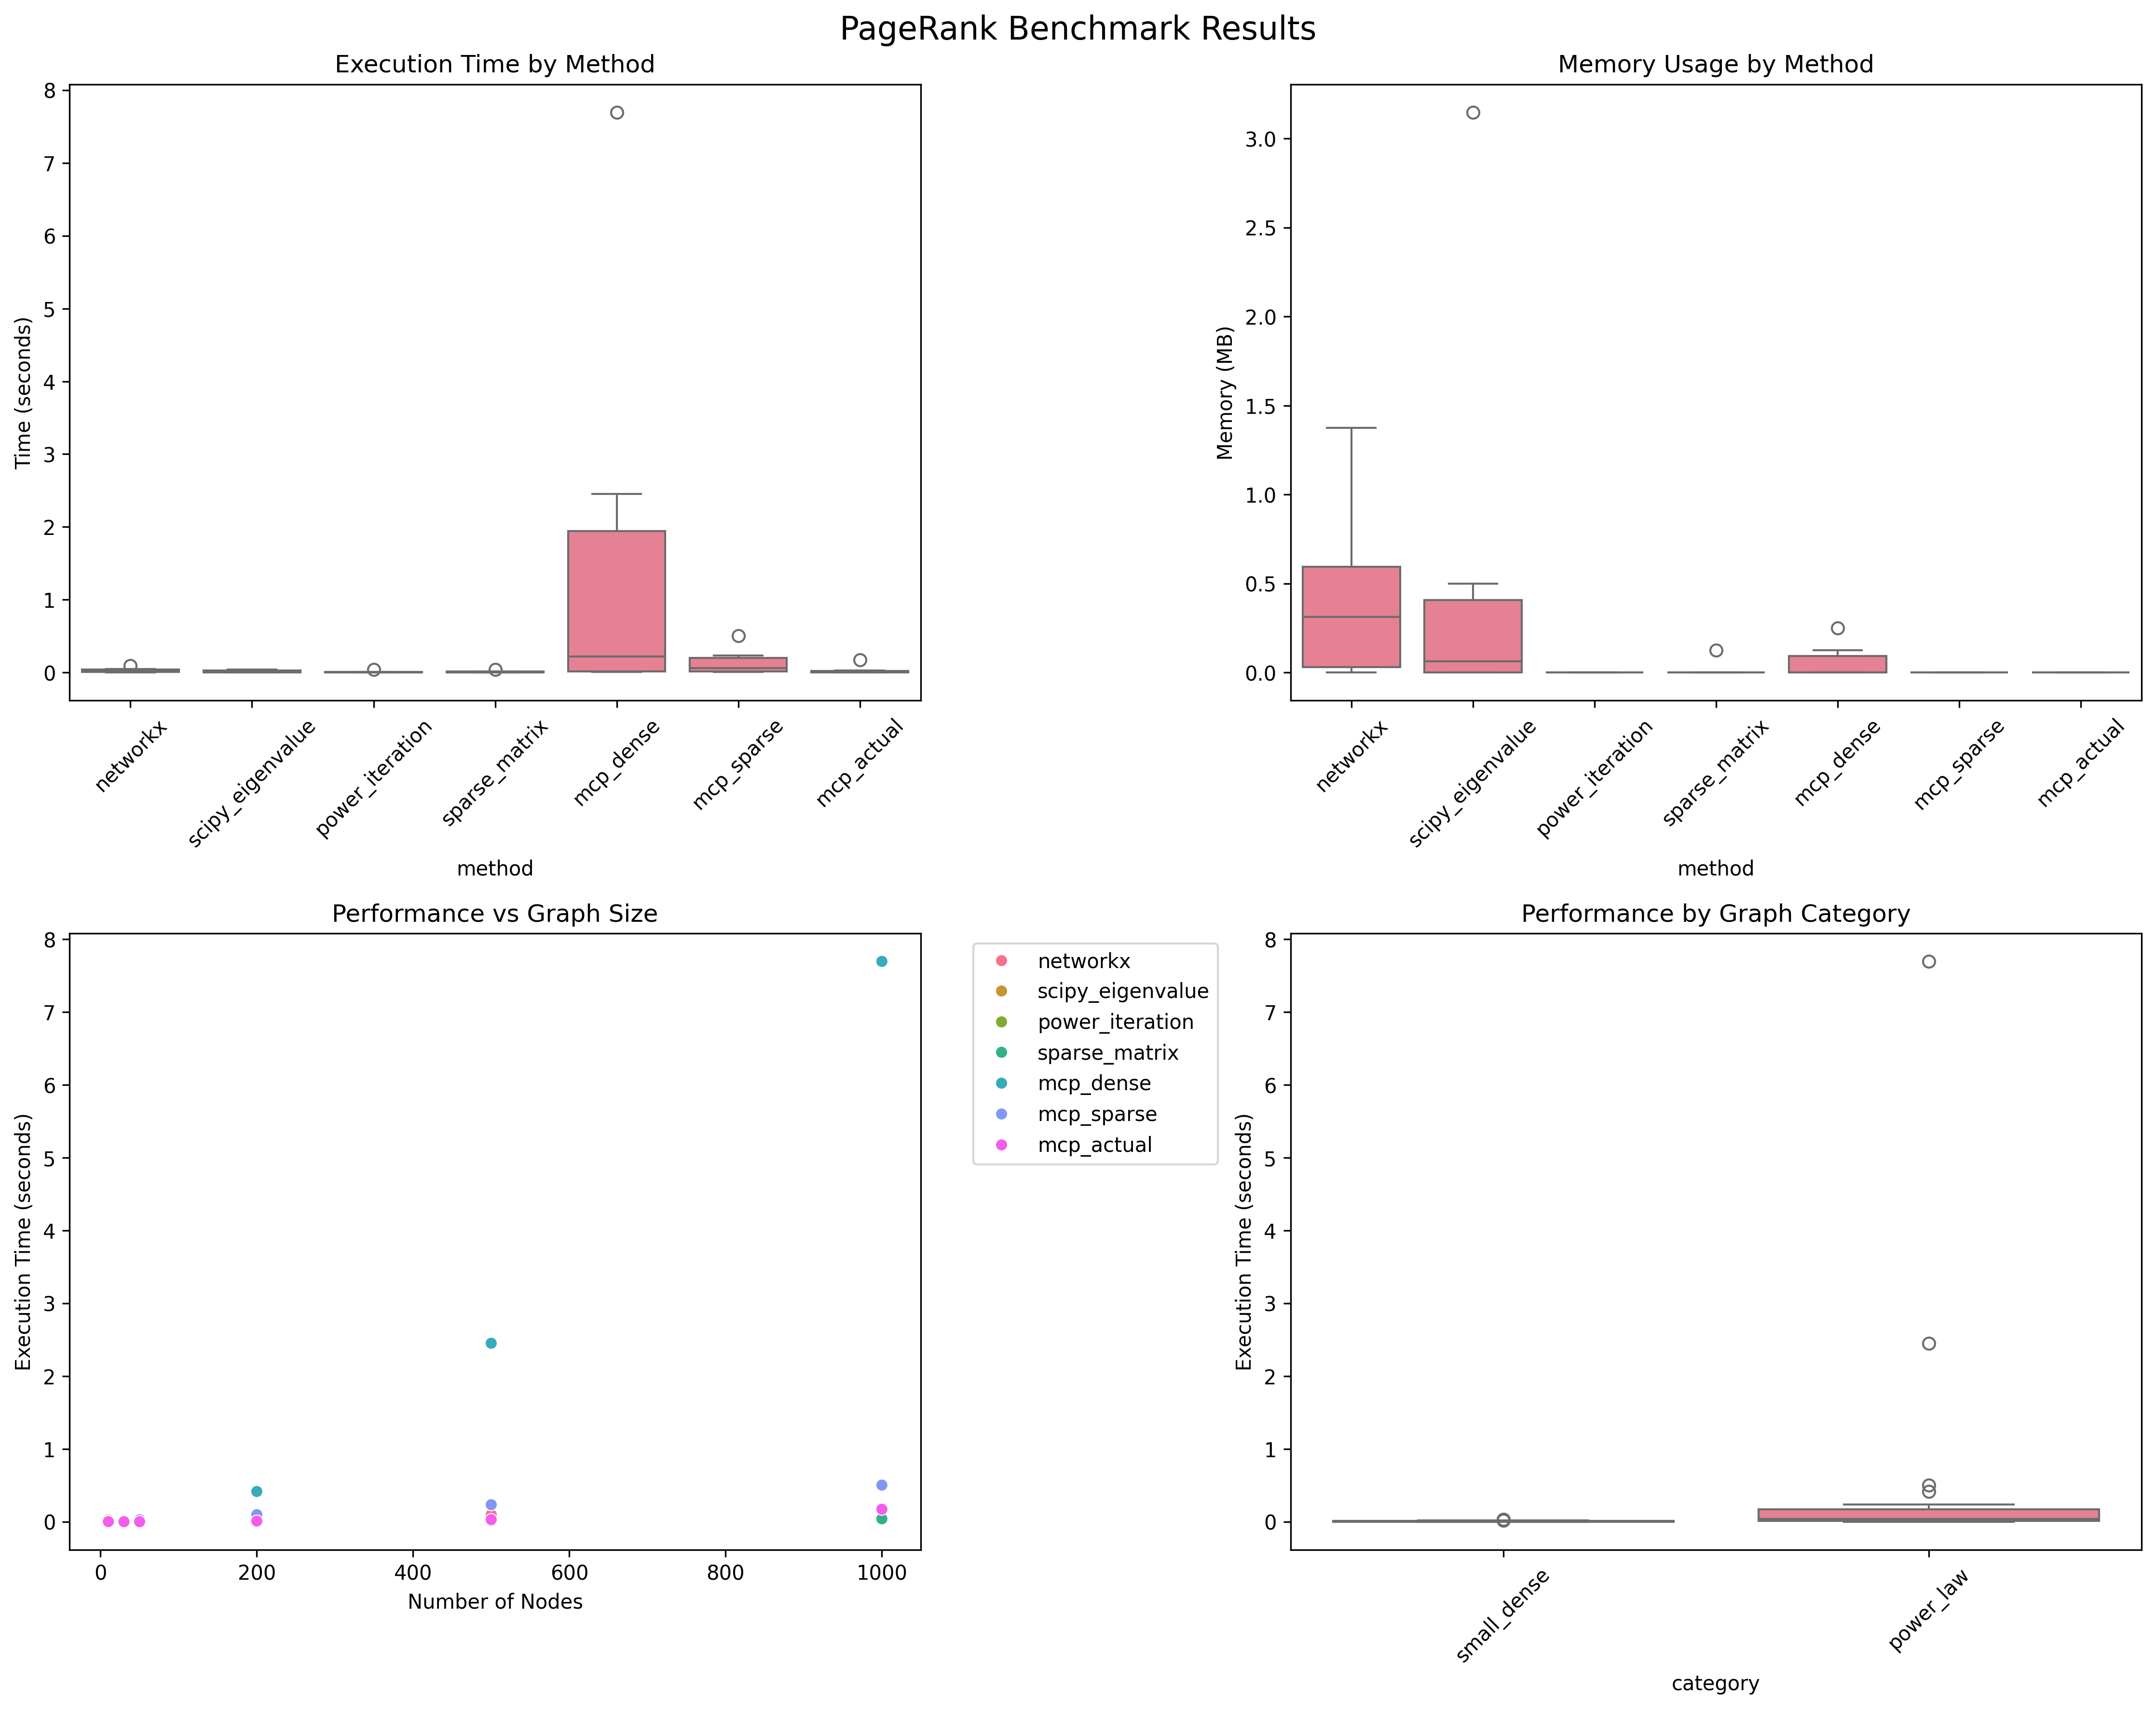 PageRank Benchmark Results
Execution Time by Method
Time (seconds)
8
7
6
5
4
3
2
1
0
networkx
scipy_eigenvalue
power_iteration
sparse_matrix
mcp_dense
mcp_sparse
mcp_actual
method
Memory Usage by Method
Memory (MB)
3.0
2.5
2.0
1.5
1.0
0.5
0.0
networkx
scipy_eigenvalue
power_iteration
sparse_matrix
mcp_dense
mcp_sparse
mcp_actual
method
Performance vs Graph Size
Execution Time (seconds)
8
7
6
5
4
3
2
1
0
0
200
400
600
800
1000
Number of Nodes
networkx
scipy_eigenvalue
power_iteration
sparse_matrix
mcp_dense
mcp_sparse
mcp_actual
Performance by Graph Category
Execution Time (seconds)
8
7
6
5
4
3
2
1
0
small_dense
power_law
category